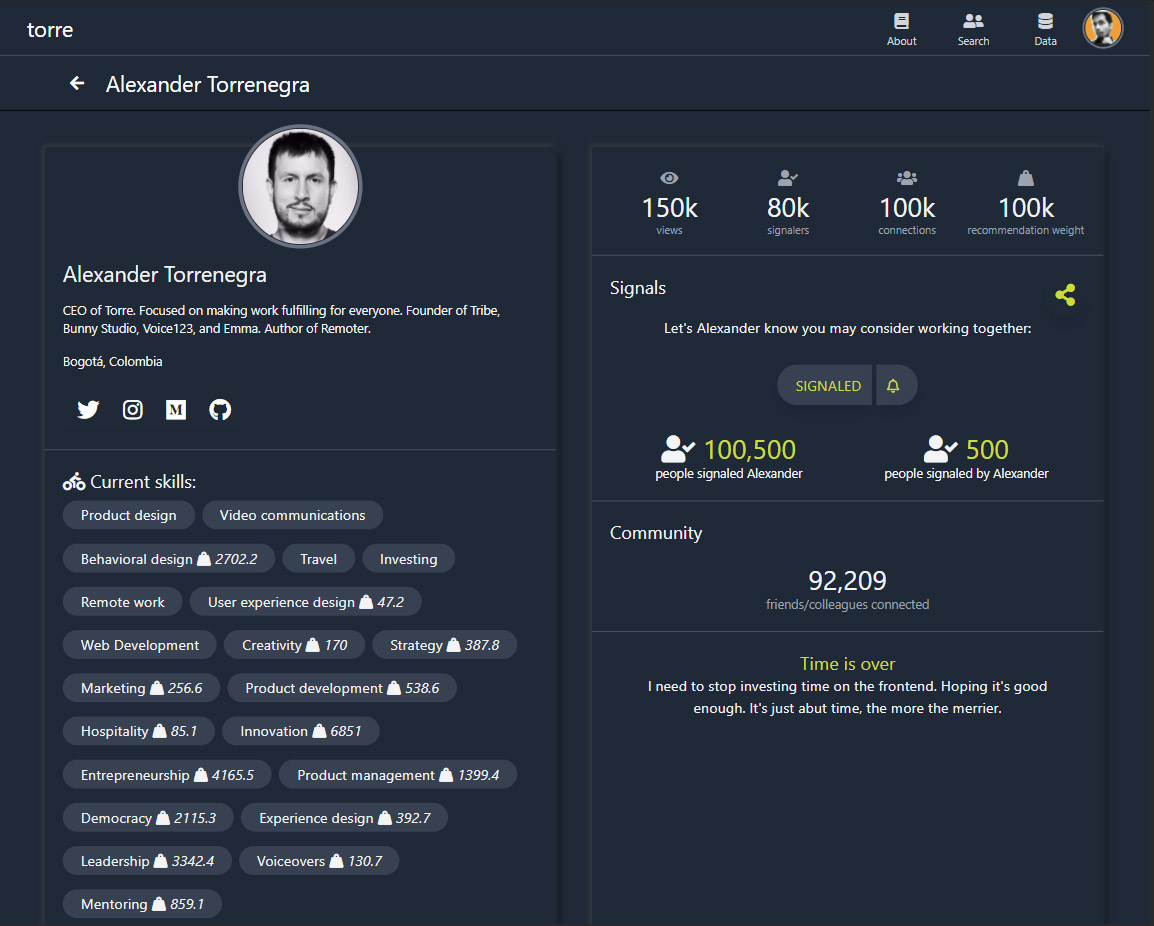 torre
About Search Data
Alexander Torrenegra
Alexander Torrenegra
CEO of Torre. Focused on making work fulfilling for everyone. Founder of Tribe,
Bunny Studio, Voice123, and Emma. Author of Remoter.
Bogotá, Colombia
M
Current skills:
Product design Video communications
Behavioral design 2702.2 Travel Investing
Remote work User experience design 47.2
Web Development Creativity 170 Strategy 387.8
Marketing 256.6 Product development 538.6
Hospitality 85.1 Innovation 6851
Entrepreneurship 4165.5 Product management 1399.4
Democracy 2115.3 Experience design 392.7
Leadership 3342.4 Voiceovers 130.7
Mentoring 859.1
150k 80k 100k 100k
views signalers connections recommendation weight
Signals
Let's Alexander know you may consider working together:
SIGNALED
100,500 500
people signaled Alexander people signaled by Alexander
Community
92,209
friends/colleagues connected
Time is over
I need to stop investing time on the frontend. Hoping it's good
enough. It's just abut time, the more the merrier.